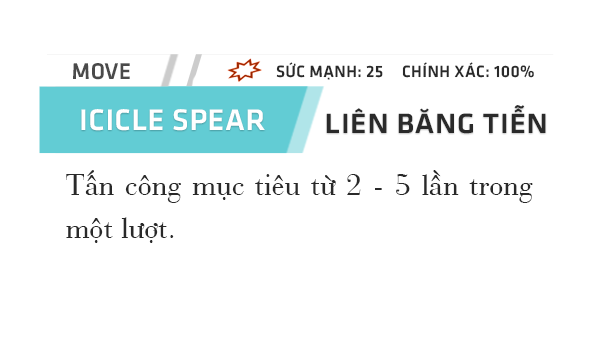 MOVE SỨC MẠNH: 25 CHÍNH XÁC: 100%
ICICLE SPEAR LIÊN BĂNG TIỄN
Tấn công mục tiêu từ 2 - 5 lần trong
một lượt.